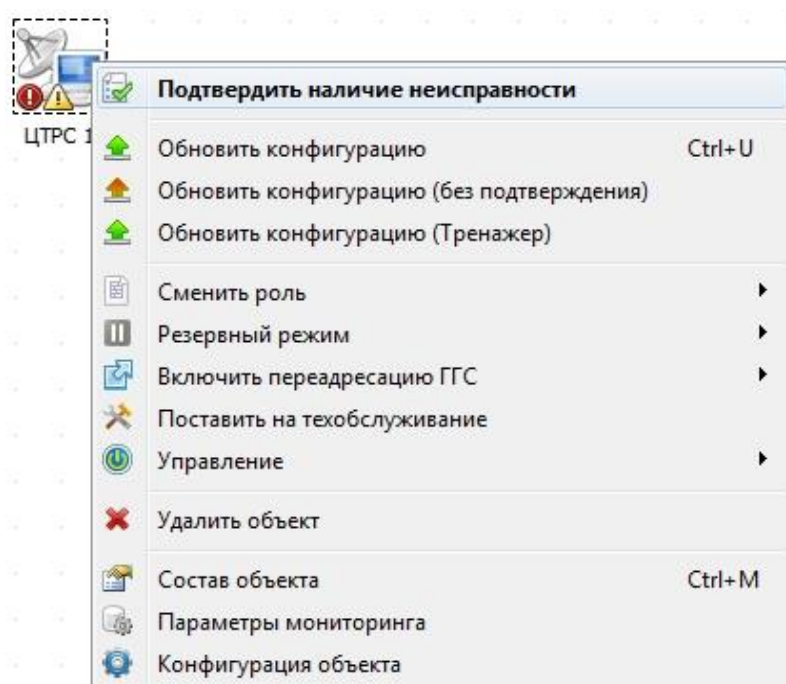 Подтвердить наличие неисправности
ЦТРС 1
Обновить конфигурацию Ctrl+U
Обновить конфигурацию (без подтверждения)
Обновить конфигурацию (Тренажер)
Сменить роль
Резервный режим
Включить переадресацию ГГС
Поставить на техобслуживание
Управление
Удалить объект
Состав объекта Ctrl+M
Параметры мониторинга
Конфигурация объекта